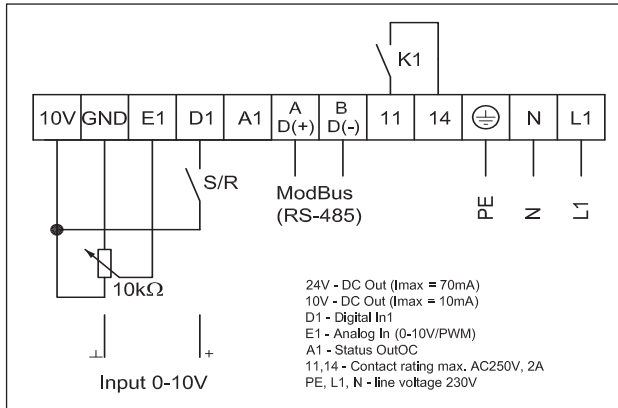 K1
10V GND E1 D1 A1 A D(+) B D(-) 11 14 N L1
S/R
ModBus
(RS-485)
PE N L1
10kΩ
24V - DC Out (Imax = 70mA)
10V - DC Out (Imax = 10mA)
D1 - Digital In1
E1 - Analog In (0-10V/PWM)
A1 - Status OutOC
11,14 - Contact rating max. AC250V, 2A
PE, L1, N - line voltage 230V
⊥ +
Input 0-10V